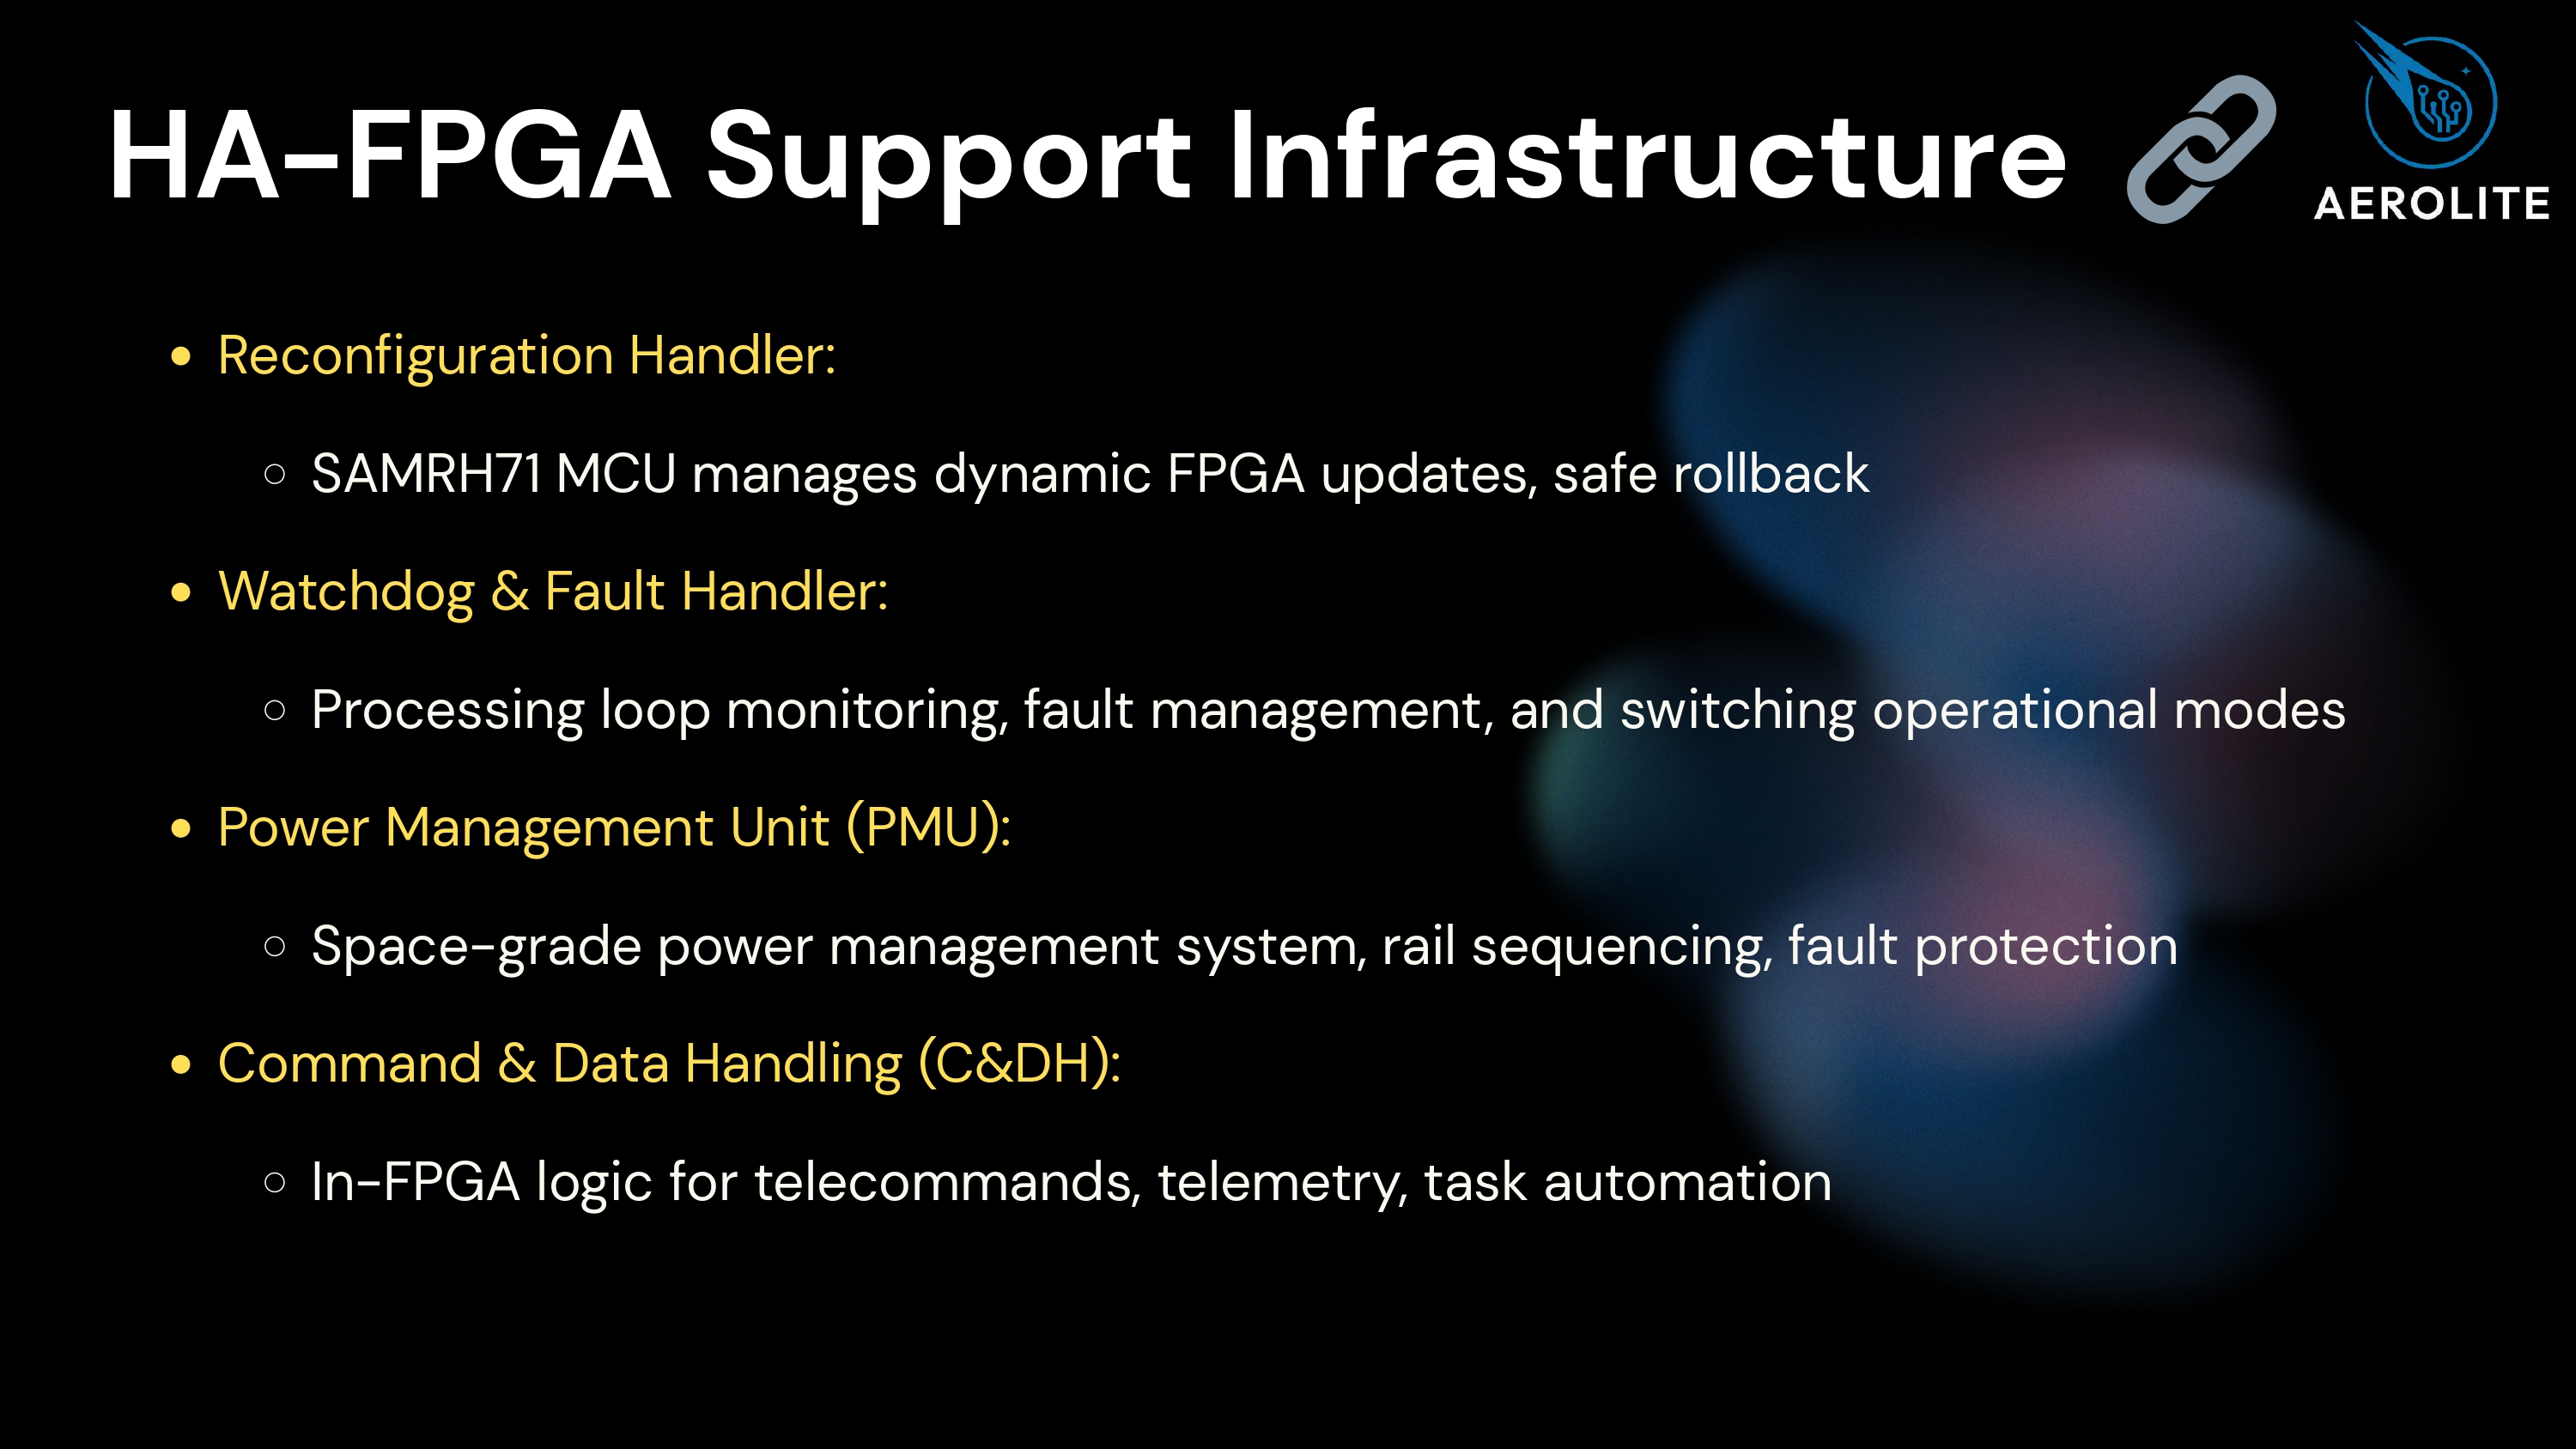 HA-FPGA Support Infrastructure
AEROLITE
• Reconfiguration Handler:
○ SAMRH71 MCU manages dynamic FPGA updates, safe rollback
• Watchdog & Fault Handler:
○ Processing loop monitoring, fault management, and switching operational modes
• Power Management Unit (PMU):
○ Space-grade power management system, rail sequencing, fault protection
• Command & Data Handling (C&DH):
○ In-FPGA logic for telecommands, telemetry, task automation